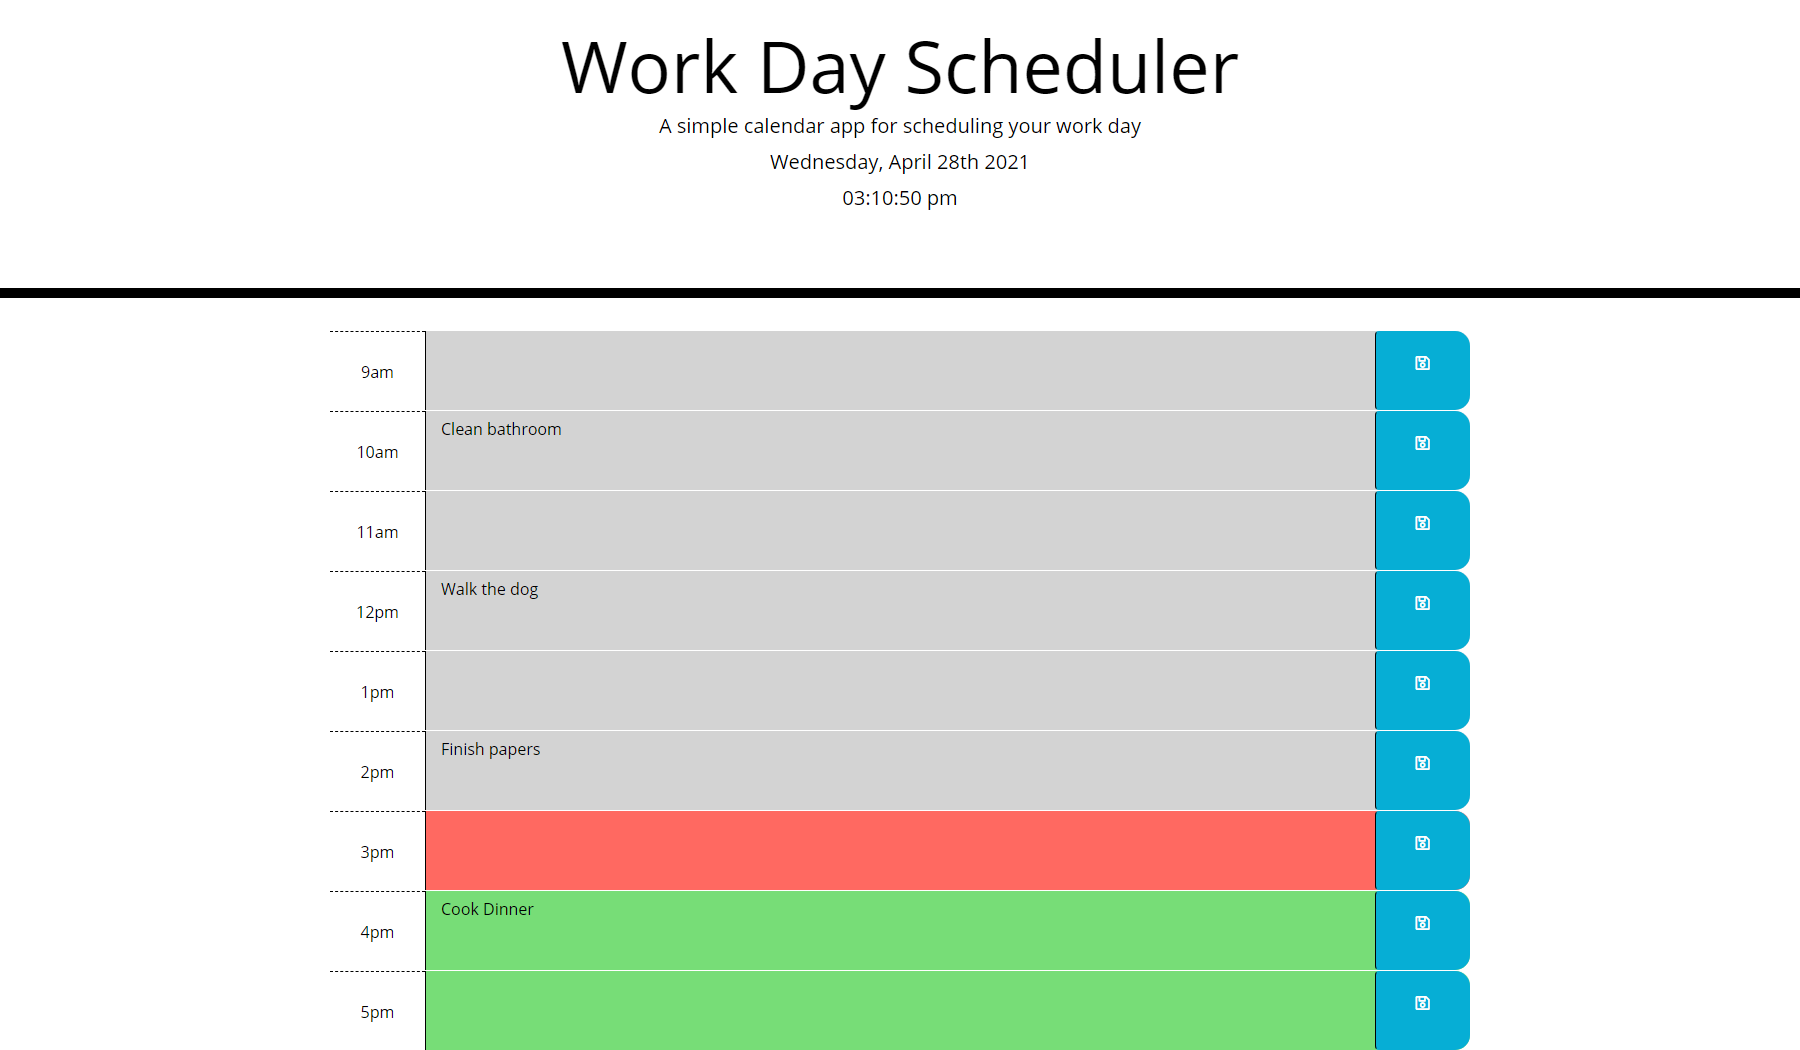 Work Day Scheduler
A simple calendar app for scheduling your work day
Wednesday, April 28th 2021
03:10:50 pm
9am
10am
Clean bathroom
11am
12pm
Walk the dog
1pm
2pm
Finish papers
3pm
4pm
Cook Dinner
5pm